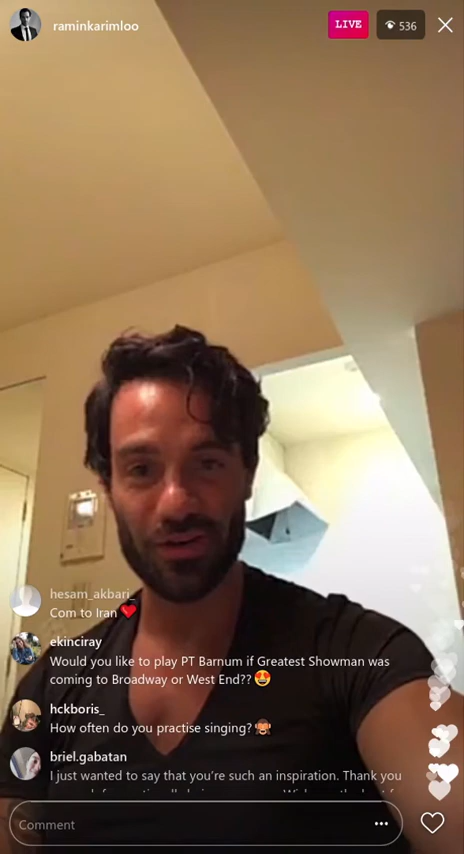 raminkarimloo
LIVE
536
hesam_akbari_
Com to Iran ❤️
ekinciray
Would you like to play PT Barnum if Greatest Showman was
coming to Broadway or West End?? 😍
hckboris_
How often do you practise singing? 🙈
briel.gabatan
I just wanted to say that you're such an inspiration. Thank you
Comment